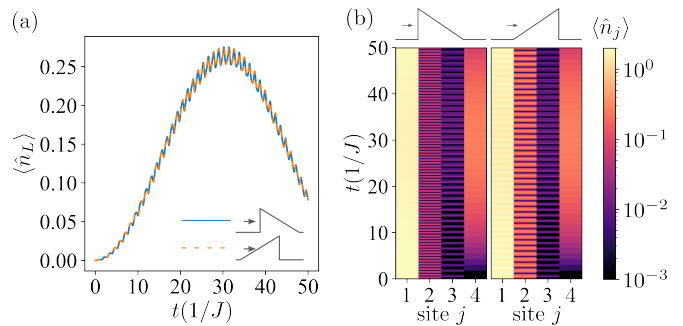 (a)
(b)
⟨n̂_j⟩
⟨n̂_L⟩
0.25
0.20
0.15
0.10
0.05
0.00
0 10 20 30 40 50
t(1/J)
t(1/J)
50
40
30
20
10
0
1 2 3 4 1 2 3 4
site j site j
10^0
10^−1
10^−2
10^−3